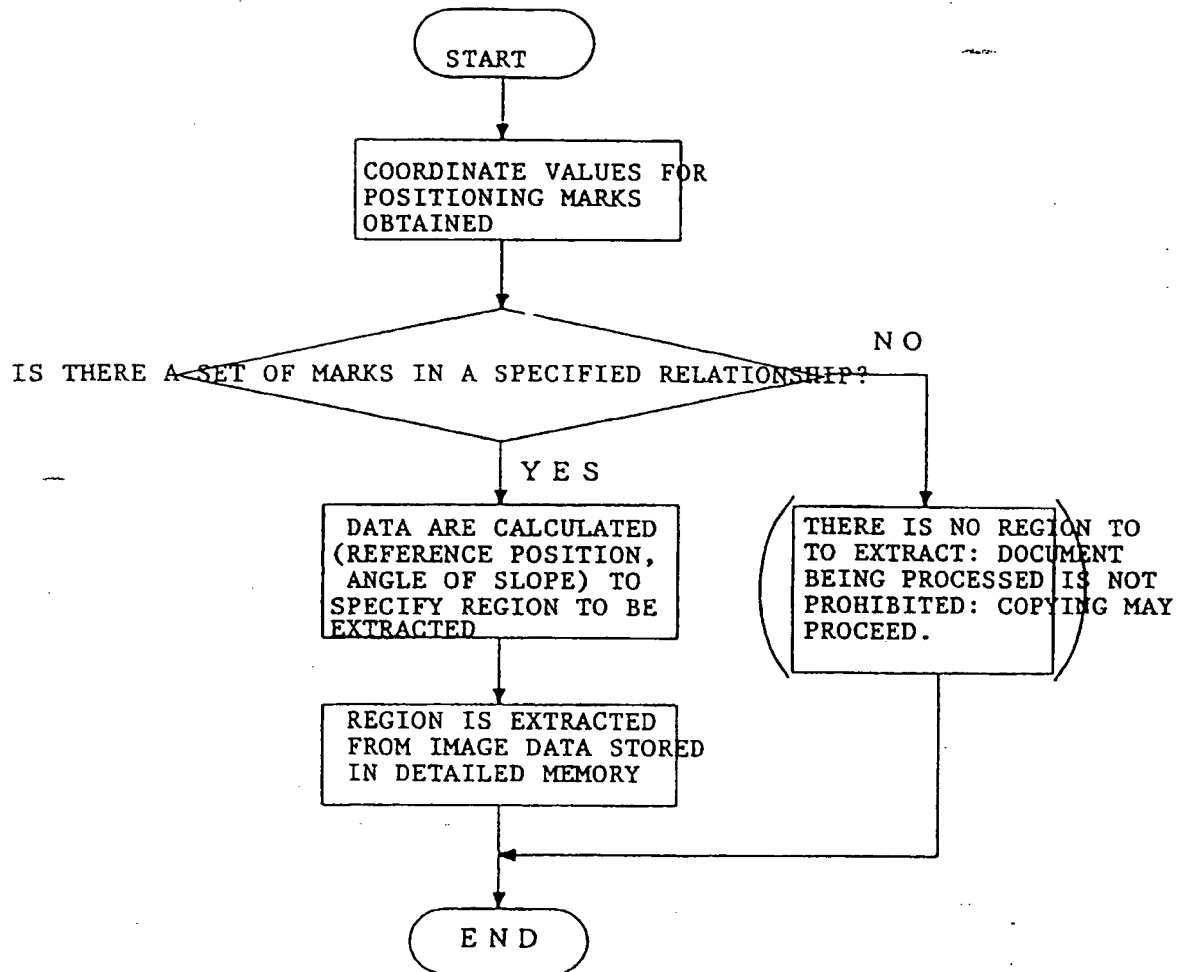 START
COORDINATE VALUES FOR
POSITIONING MARKS
OBTAINED
IS THERE A SET OF MARKS IN A SPECIFIED RELATIONSHIP?
NO
YES
DATA ARE CALCULATED
(REFERENCE POSITION,
ANGLE OF SLOPE) TO
SPECIFY REGION TO BE
EXTRACTED
THERE IS NO REGION TO
TO EXTRACT: DOCUMENT
BEING PROCESSED IS NOT
PROHIBITED: COPYING MAY
PROCEED.
REGION IS EXTRACTED
FROM IMAGE DATA STORED
IN DETAILED MEMORY
END